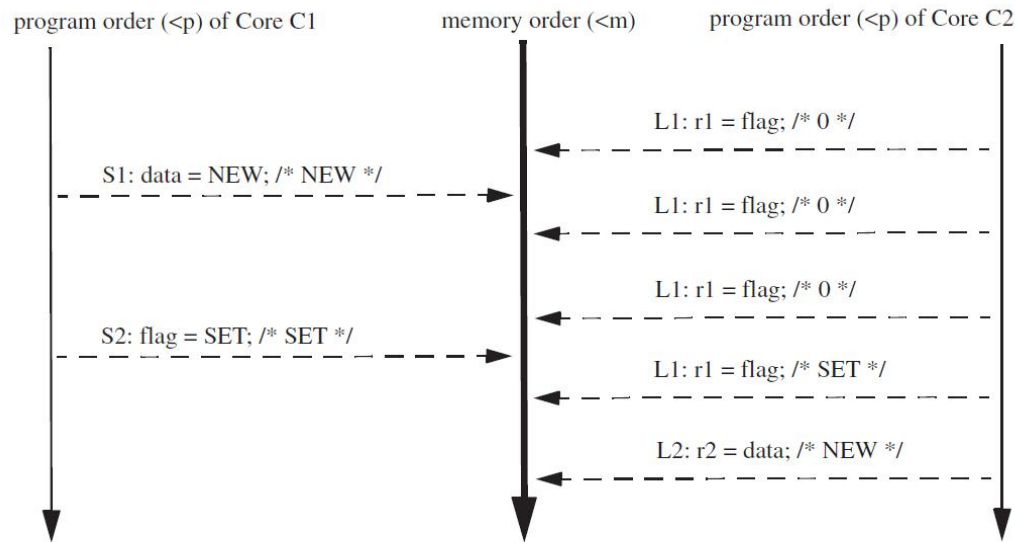 program order (<p) of Core C1
memory order (<m)
program order (<p) of Core C2
L1: r1 = flag; /* 0 */
S1: data = NEW; /* NEW */
L1: r1 = flag; /* 0 */
L1: r1 = flag; /* 0 */
S2: flag = SET; /* SET */
L1: r1 = flag; /* SET */
L2: r2 = data; /* NEW */